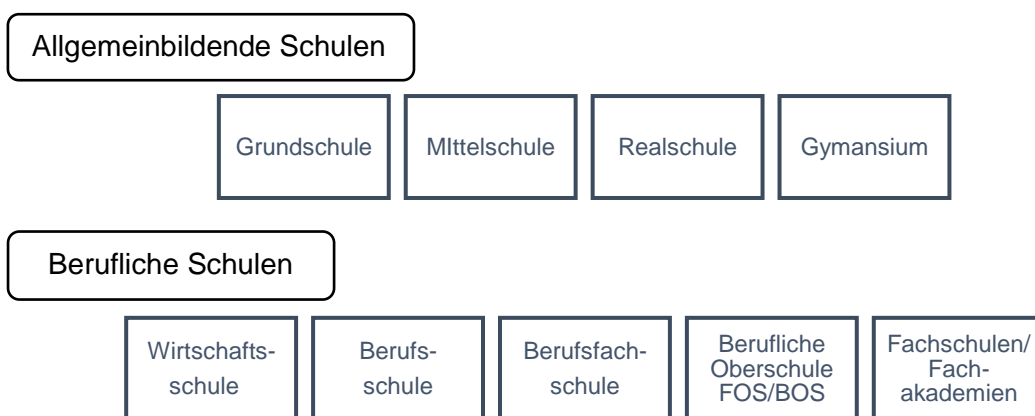 Allgemeinbildende Schulen
Grundschule
MIttelschule
Realschule
Gymansium
Berufliche Schulen
Wirtschafts-
schule
Berufs-
schule
Berufsfach-
schule
Berufliche
Oberschule
FOS/BOS
Fachschulen/
Fach-
akademien